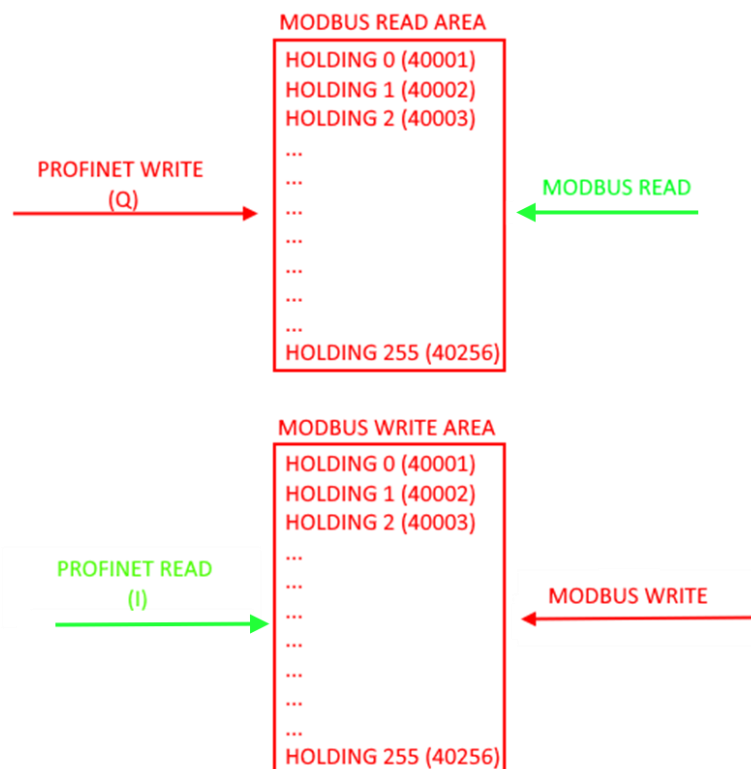 MODBUS READ AREA
HOLDING 0 (40001)
HOLDING 1 (40002)
HOLDING 2 (40003)
...
...
...
...
...
...
...
HOLDING 255 (40256)
PROFINET WRITE
(Q)
MODBUS READ
MODBUS WRITE AREA
HOLDING 0 (40001)
HOLDING 1 (40002)
HOLDING 2 (40003)
...
...
...
...
...
...
...
HOLDING 255 (40256)
PROFINET READ
(I)
MODBUS WRITE